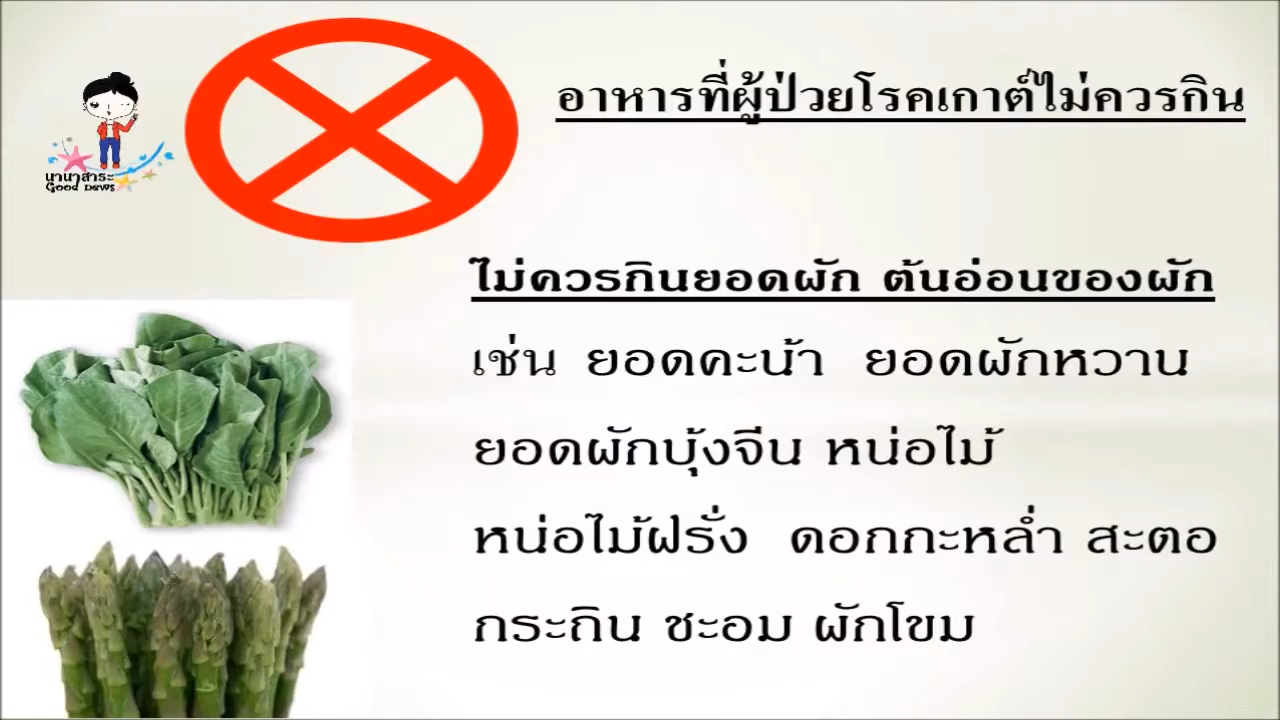 อาหารที่ผู้ป่วยโรคเกาต์ไม่ควรกิน
นานาสาระ
Good news
ไม่ควรกินยอดผัก ต้นอ่อนของผัก
เช่น ยอดคะน้า ยอดผักหวาน
ยอดผักบุ้งจีน หน่อไม้
หน่อไม้ฝรั่ง ดอกกะหล่ำ สะตอ
กระถิน ชะอม ผักโขม